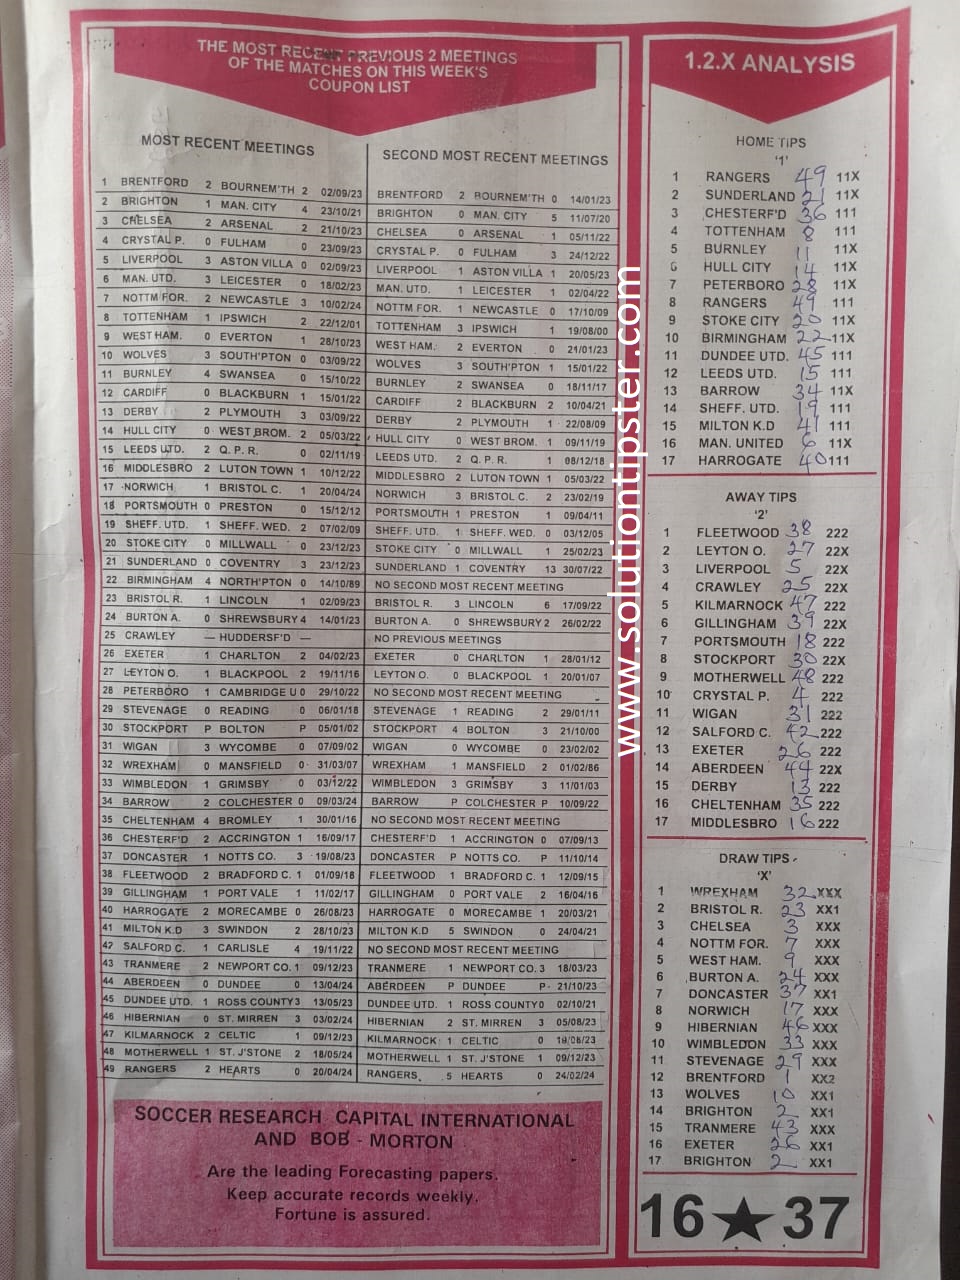 THE MOST RECENT PREVIOUS 2 MEETINGS
OF THE MATCHES ON THIS WEEK'S
COUPON LIST
MOST RECENT MEETINGS
SECOND MOST RECENT MEETINGS
1 BRENTFORD 2 BOURNEM'TH 2 02/09/23 BRENTFORD 2 BOURNEM'TH 0 14/01/23
2 BRIGHTON 1 MAN. CITY 4 23/10/21 BRIGHTON 0 MAN. CITY 5 11/07/20
3 CHELSEA 2 ARSENAL 2 21/10/23 CHELSEA 0 ARSENAL 1 05/11/22
4 CRYSTAL P. 0 FULHAM 0 23/09/23 CRYSTAL P. 0 FULHAM 3 24/12/22
5 LIVERPOOL 3 ASTON VILLA 0 02/09/23 LIVERPOOL 1 ASTON VILLA 1 20/05/23
6 MAN. UTD. 3 LEICESTER 0 18/02/23 MAN. UTD. 1 LEICESTER 1 02/04/22
7 NOTTM FOR. 2 NEWCASTLE 3 10/02/24 NOTTM FOR. 1 NEWCASTLE 0 17/10/09
8 TOTTENHAM 1 IPSWICH 2 22/12/01 TOTTENHAM 3 IPSWICH 1 19/08/00
9 WEST HAM. 0 EVERTON 1 28/10/23 WEST HAM. 2 EVERTON 0 21/01/23
10 WOLVES 3 SOUTH'PTON 0 03/09/22 WOLVES 3 SOUTH'PTON 1 15/01/22
11 BURNLEY 4 SWANSEA 0 15/10/22 BURNLEY 2 SWANSEA 0 18/11/17
12 CARDIFF 0 BLACKBURN 1 15/01/22 CARDIFF 2 BLACKBURN 2 10/04/21
13 DERBY 2 PLYMOUTH 3 03/09/22 DERBY 2 PLYMOUTH 1 22/08/09
14 HULL CITY 0 WEST BROM. 2 05/03/22 HULL CITY 0 WEST BROM. 1 09/11/19
15 LEEDS UTD. 2 Q. P. R. 0 02/11/19 LEEDS UTD. 2 Q. P. R. 1 08/12/18
16 MIDDLESBRO 2 LUTON TOWN 1 10/12/22 MIDDLESBRO 2 LUTON TOWN 1 05/03/22
17 NORWICH 1 BRISTOL C. 1 20/04/24 NORWICH 3 BRISTOL C. 2 23/02/19
18 PORTSMOUTH 0 PRESTON 0 15/12/12 PORTSMOUTH 1 PRESTON 1 09/04/11
19 SHEFF. UTD. 1 SHEFF. WED. 2 07/02/09 SHEFF. UTD. 1 SHEFF. WED. 0 03/12/05
20 STOKE CITY 0 MILLWALL 0 23/12/23 STOKE CITY 0 MILLWALL 1 25/02/23
21 SUNDERLAND 0 COVENTRY 3 23/12/23 SUNDERLAND 1 COVENTRY 13 30/07/22
22 BIRMINGHAM 4 NORTH'PTON 0 14/10/89 NO SECOND MOST RECENT MEETING
23 BRISTOL R. 1 LINCOLN 1 02/09/23 BRISTOL R. 3 LINCOLN 6 17/09/22
24 BURTON A. 0 SHREWSBURY 4 14/01/23 BURTON A. 0 SHREWSBURY 2 26/02/22
25 CRAWLEY — HUDDERSF'D — NO PREVIOUS MEETINGS
26 EXETER 1 CHARLTON 2 04/02/23 EXETER 0 CHARLTON 1 28/01/12
27 LEYTON O. 1 BLACKPOOL 2 19/11/16 LEYTON O. 0 BLACKPOOL 1 20/01/07
28 PETERBORO 1 CAMBRIDGE U 0 29/10/22 NO SECOND MOST RECENT MEETING
29 STEVENAGE 0 READING 0 06/01/18 STEVENAGE 1 READING 2 29/01/11
30 STOCKPORT P BOLTON P 05/01/02 STOCKPORT 4 BOLTON 3 21/10/00
31 WIGAN 3 WYCOMBE 0 07/09/02 WIGAN 0 WYCOMBE 0 23/02/02
32 WREXHAM 0 MANSFIELD 0 31/03/07 WREXHAM 1 MANSFIELD 2 01/02/86
33 WIMBLEDON 1 GRIMSBY 0 03/12/22 WIMBLEDON 3 GRIMSBY 3 11/01/03
34 BARROW 2 COLCHESTER 0 09/03/24 BARROW P COLCHESTER P 10/09/22
35 CHELTENHAM 4 BROMLEY 1 30/01/16 NO SECOND MOST RECENT MEETING
36 CHESTERF'D 2 ACCRINGTON 1 16/09/17 CHESTERF'D 1 ACCRINGTON 0 07/09/13
37 DONCASTER 1 NOTTS CO. 3 19/08/23 DONCASTER P NOTTS CO. P 11/10/14
38 FLEETWOOD 2 BRADFORD C. 1 01/09/18 FLEETWOOD 1 BRADFORD C. 1 12/09/15
39 GILLINGHAM 1 PORT VALE 1 11/02/17 GILLINGHAM 0 PORT VALE 2 16/04/16
40 HARROGATE 2 MORECAMBE 0 26/08/23 HARROGATE 0 MORECAMBE 1 20/03/21
41 MILTON K.D 3 SWINDON 2 28/10/23 MILTON K.D 5 SWINDON 0 24/04/21
42 SALFORD C. 1 CARLISLE 4 19/11/22 NO SECOND MOST RECENT MEETING
43 TRANMERE 2 NEWPORT CO. 1 09/12/23 TRANMERE 1 NEWPORT CO. 3 18/03/23
44 ABERDEEN 0 DUNDEE 0 13/04/24 ABERDEEN P DUNDEE P 21/10/23
45 DUNDEE UTD. 1 ROSS COUNTY 3 13/05/23 DUNDEE UTD. 1 ROSS COUNTY 0 02/10/21
46 HIBERNIAN 0 ST. MIRREN 3 03/02/24 HIBERNIAN 2 ST. MIRREN 3 05/08/23
47 KILMARNOCK 2 CELTIC 1 09/12/23 KILMARNOCK 1 CELTIC 0
48 MOTHERWELL 1 ST. J'STONE 2 18/05/24 MOTHERWELL 1 ST. J'STONE 1 09/12/23
49 RANGERS 2 HEARTS 0 20/04/24 RANGERS. 5 HEARTS 0 24/02/24
SOCCER RESEARCH CAPITAL INTERNATIONAL
AND BOB - MORTON
Are the leading Forecasting papers.
Keep accurate records weekly.
Fortune is assured.
www.solutiontipster.com
1.2.X ANALYSIS
HOME TIPS
'1'
1 RANGERS 49 11X
2 SUNDERLAND 21 11X
3 CHESTERF'D 36 111
4 TOTTENHAM 8 111
5 BURNLEY 11 11X
6 HULL CITY 14 11X
7 PETERBORO 28 11X
8 RANGERS 49 111
9 STOKE CITY 20 11X
10 BIRMINGHAM 22 11X
11 DUNDEE UTD. 45 111
12 LEEDS UTD. 15 111
13 BARROW 34 11X
14 SHEFF. UTD. 19 111
15 MILTON K.D 41 111
16 MAN. UNITED 6 11X
17 HARROGATE 40 111
AWAY TIPS
'2'
1 FLEETWOOD 38 222
2 LEYTON O. 27 22X
3 LIVERPOOL 5 22X
4 CRAWLEY 25 22X
5 KILMARNOCK 47 222
6 GILLINGHAM 39 22X
7 PORTSMOUTH 18 222
8 STOCKPORT 30 22X
9 MOTHERWELL 48 222
10 CRYSTAL P. 4 222
11 WIGAN 31 222
12 SALFORD C. 42 222
13 EXETER 26 222
14 ABERDEEN 44 22X
15 DERBY 13 222
16 CHELTENHAM 35 222
17 MIDDLESBRO 16 222
DRAW TIPS
'X'
1 WREXHAM 32 XXX
2 BRISTOL R. 23 XX1
3 CHELSEA 3 XXX
4 NOTTM FOR. 7 XXX
5 WEST HAM. 9 XXX
6 BURTON A. 24 XXX
7 DONCASTER 37 XX1
8 NORWICH 17 XXX
9 HIBERNIAN 46 XXX
10 WIMBLEDON 33 XXX
11 STEVENAGE 29 XXX
12 BRENTFORD 1 XX2
13 WOLVES 10 XX1
14 BRIGHTON 2 XX1
15 TRANMERE 43 XXX
16 EXETER 26 XX1
17 BRIGHTON 2 XX1
16★37